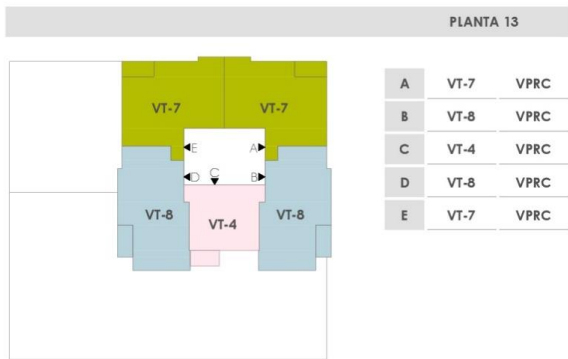 PLANTA 13
VT-7 VT-7
E A
D C B
VT-8 VT-4 VT-8
A VT-7 VPRC
B VT-8 VPRC
C VT-4 VPRC
D VT-8 VPRC
E VT-7 VPRC